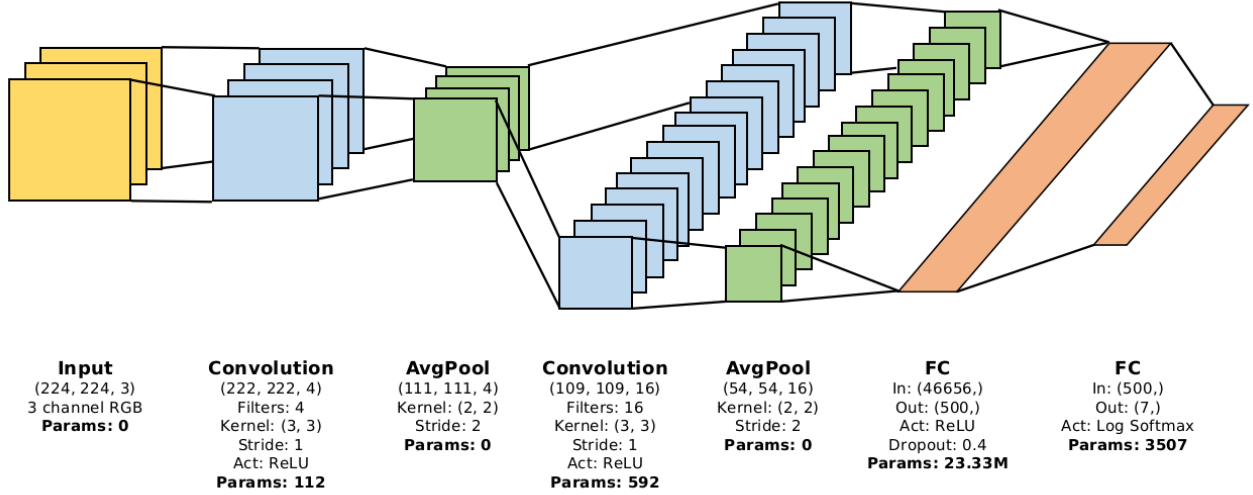 Input
(224, 224, 3)
3 channel RGB
Params: 0
Convolution
(222, 222, 4)
Filters: 4
Kernel: (3, 3)
Stride: 1
Act: ReLU
Params: 112
AvgPool
(111, 111, 4)
Kernel: (2, 2)
Stride: 2
Params: 0
Convolution
(109, 109, 16)
Filters: 16
Kernel: (3, 3)
Stride: 1
Act: ReLU
Params: 592
AvgPool
(54, 54, 16)
Kernel: (2, 2)
Stride: 2
Params: 0
FC
In: (46656,)
Out: (500,)
Act: ReLU
Dropout: 0.4
Params: 23.33M
FC
In: (500,)
Out: (7,)
Act: Log Softmax
Params: 3507